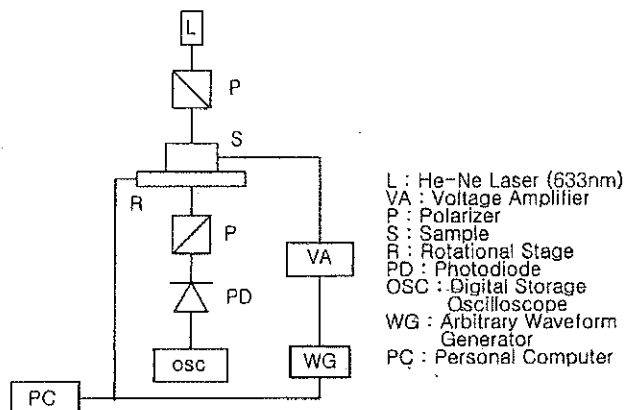 L
P
S
R
P
VA
PD
OSC
WG
PC
L : He-Ne Laser (633nm)
VA : Voltage Amplifier
P : Polarizer
S : Sample
R : Rotational Stage
PD : Photodiode
OSC : Digital Storage
Oscilloscope
WG : Arbitrary Waveform
Generator
PC : Personal Computer